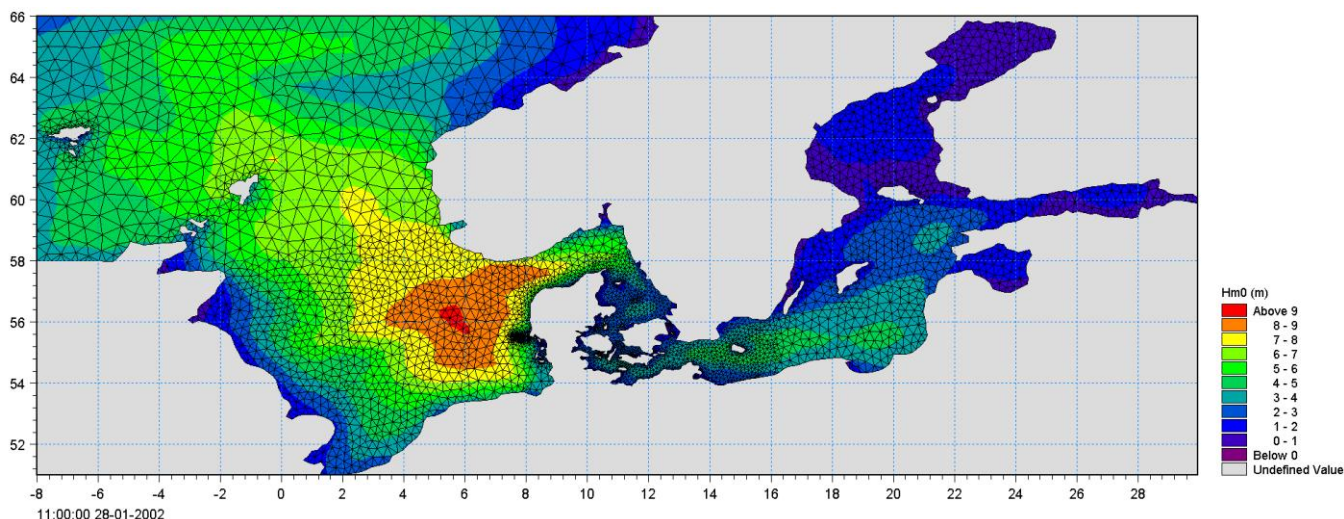 66
64
62
60
58
56
54
52
-8 -6 -4 -2 0 2 4 6 8 10 12 14 16 18 20 22 24 26 28
11:00:00 28-01-2002
Hm0 (m)
Above 9
8 - 9
7 - 8
6 - 7
5 - 6
4 - 5
3 - 4
2 - 3
1 - 2
0 - 1
Below 0
Undefined Value